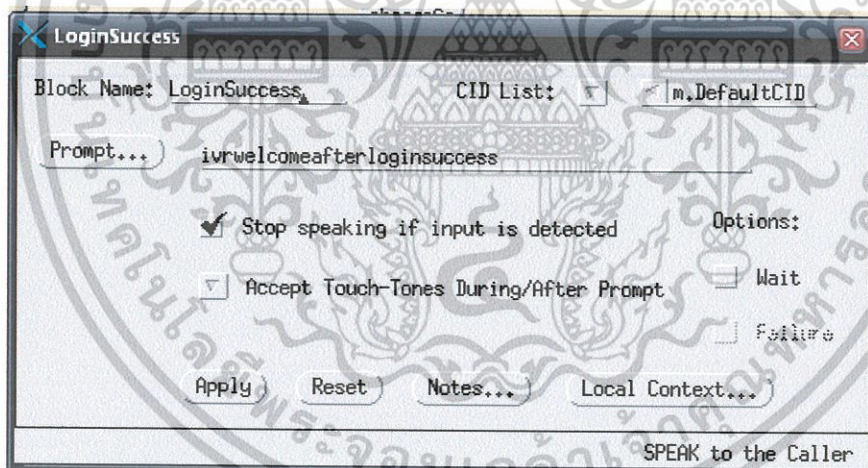 LoginSuccess
Block Name: LoginSuccess CID List: m.DefaultCID
Prompt... ivrwelcomeafterloginsuccess
Stop speaking if input is detected Options:
Accept Touch-Tones During/After Prompt Wait
Failure
Apply Reset Notes... Local Context...
SPEAK to the Caller